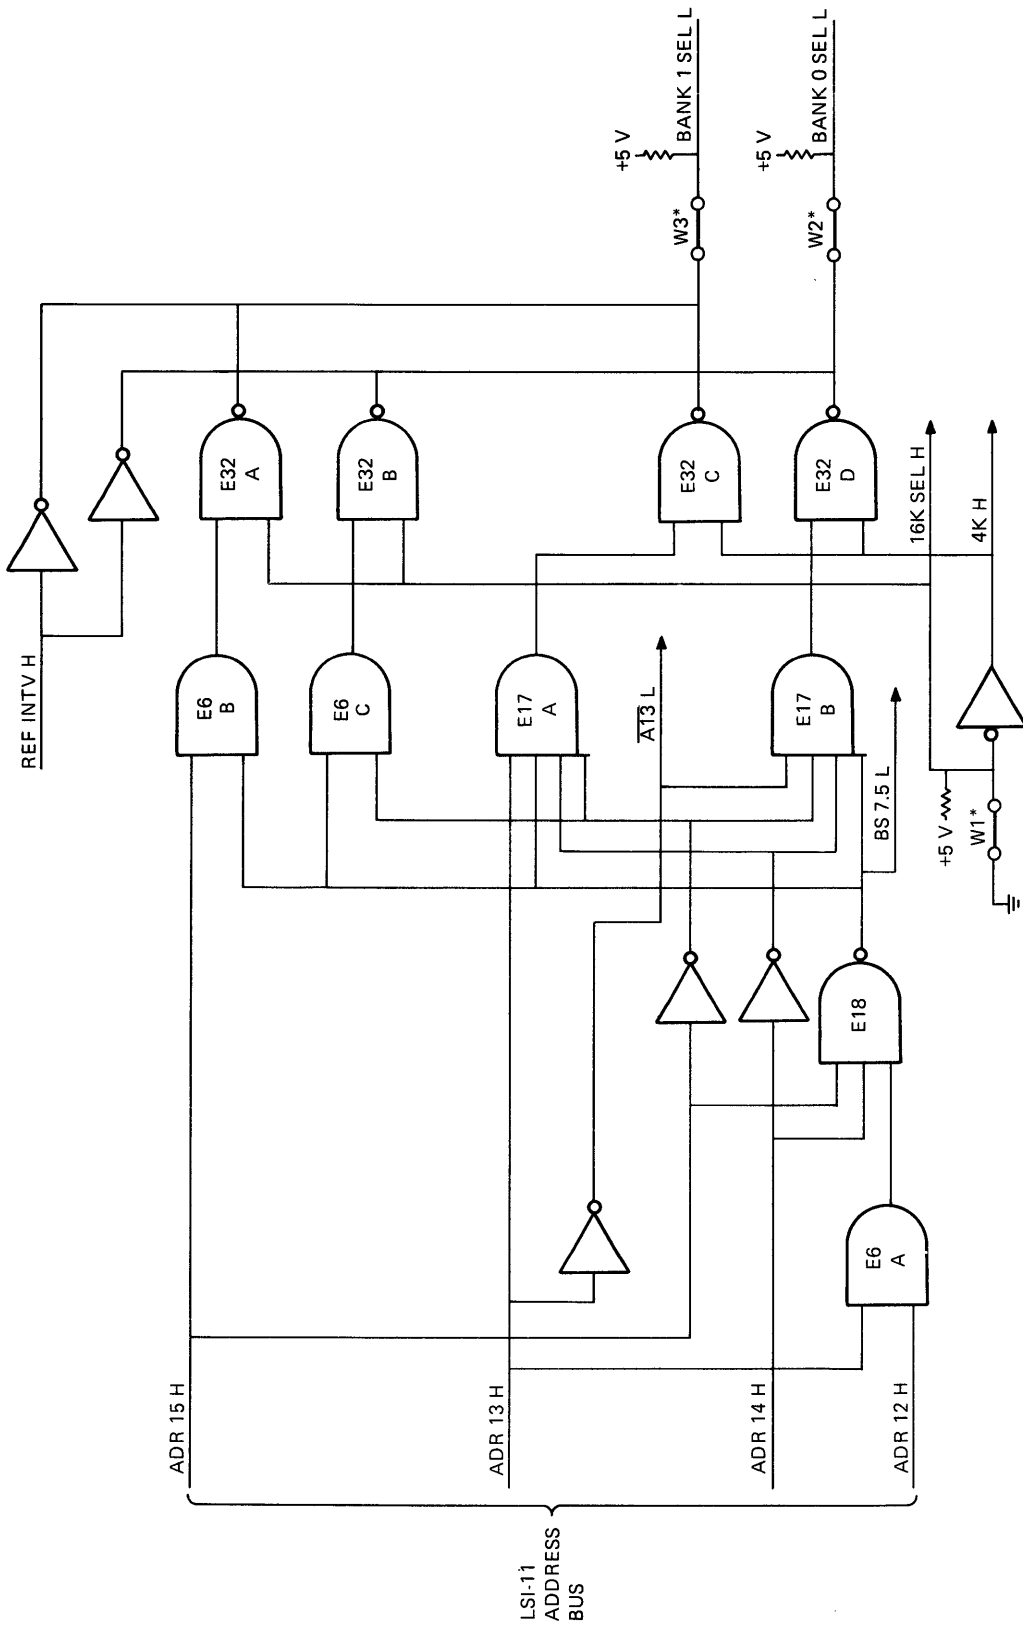 REF INTV H
+5 V
W3*
BANK 1 SEL L
+5 V
W2*
BANK 0 SEL L
E32
A
E32
B
E32
C
E32
D
16K SEL H
4K H
E6
B
E6
C
E17
A
A13 L
E17
B
BS 7.5 L
+5 V
W1*
E18
E6
A
ADR 15 H
ADR 13 H
ADR 14 H
ADR 12 H
LSI-11
ADDRESS
BUS